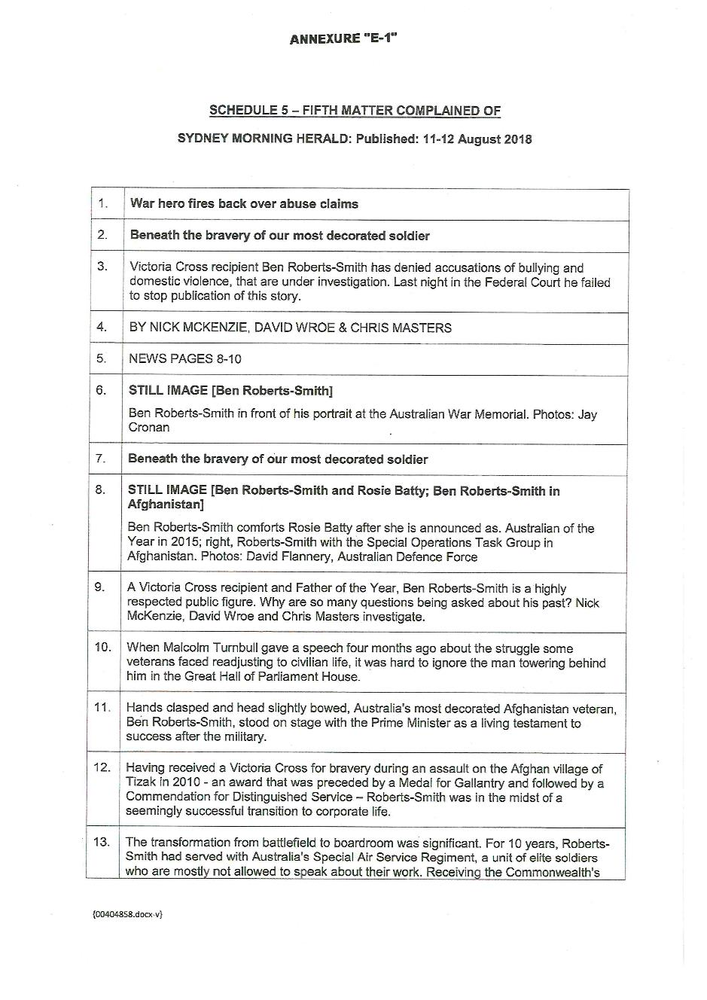 ANNEXURE "E-1"
SCHEDULE 5 – FIFTH MATTER COMPLAINED OF
SYDNEY MORNING HERALD: Published: 11-12 August 2018
1. War hero fires back over abuse claims
2. Beneath the bravery of our most decorated soldier
3. Victoria Cross recipient Ben Roberts-Smith has denied accusations of bullying and
domestic violence, that are under investigation. Last night in the Federal Court he failed
to stop publication of this story.
4. BY NICK MCKENZIE, DAVID WROE & CHRIS MASTERS
5. NEWS PAGES 8-10
6. STILL IMAGE [Ben Roberts-Smith]
Ben Roberts-Smith in front of his portrait at the Australian War Memorial. Photos: Jay
Cronan
7. Beneath the bravery of our most decorated soldier
8. STILL IMAGE [Ben Roberts-Smith and Rosie Batty; Ben Roberts-Smith in
Afghanistan]
Ben Roberts-Smith comforts Rosie Batty after she is announced as. Australian of the
Year in 2015; right, Roberts-Smith with the Special Operations Task Group in
Afghanistan. Photos: David Flannery, Australian Defence Force
9. A Victoria Cross recipient and Father of the Year, Ben Roberts-Smith is a highly
respected public figure. Why are so many questions being asked about his past? Nick
McKenzie, David Wroe and Chris Masters investigate.
10. When Malcolm Turnbull gave a speech four months ago about the struggle some
veterans faced readjusting to civilian life, it was hard to ignore the man towering behind
him in the Great Hall of Parliament House.
11. Hands clasped and head slightly bowed, Australia's most decorated Afghanistan veteran,
Ben Roberts-Smith, stood on stage with the Prime Minister as a living testament to
success after the military.
12. Having received a Victoria Cross for bravery during an assault on the Afghan village of
Tizak in 2010 - an award that was preceded by a Medal for Gallantry and followed by a
Commendation for Distinguished Service – Roberts-Smith was in the midst of a
seemingly successful transition to corporate life.
13. The transformation from battlefield to boardroom was significant. For 10 years, Roberts-
Smith had served with Australia's Special Air Service Regiment, a unit of elite soldiers
who are mostly not allowed to speak about their work. Receiving the Commonwealth's
{00404858.docx-v}